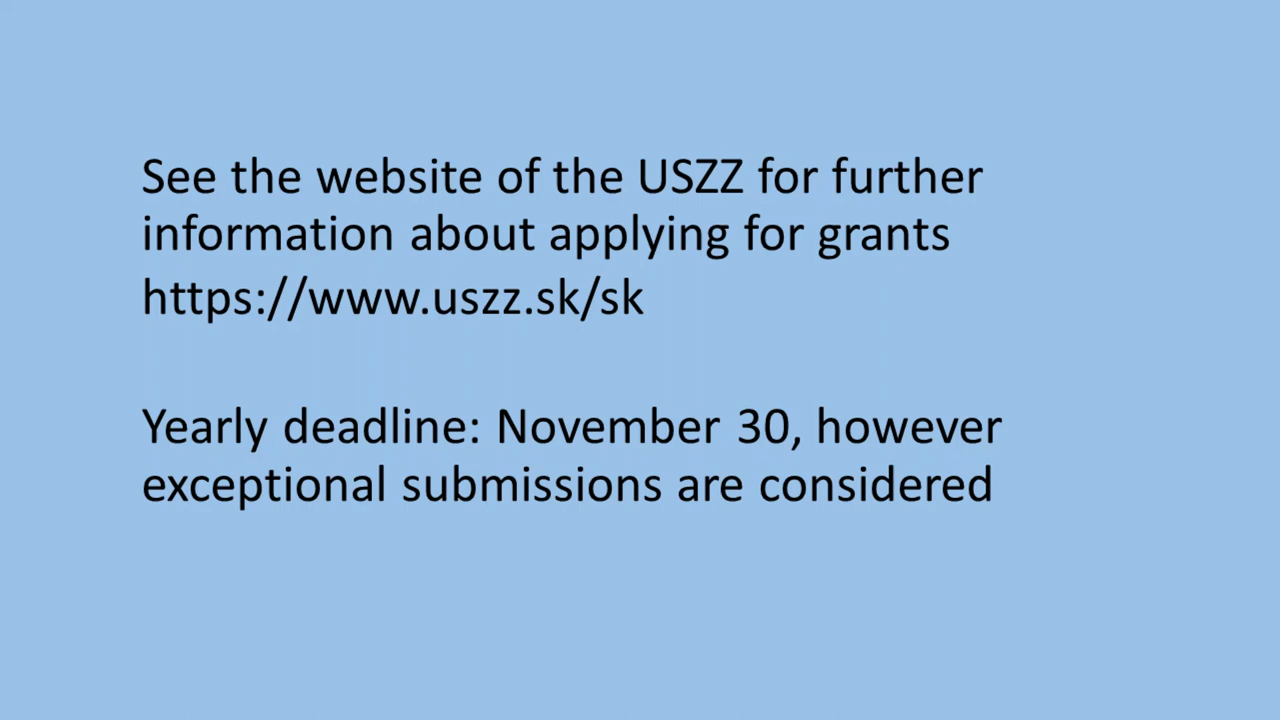 See the website of the USZZ for further
information about applying for grants
https://www.uszz.sk/sk
Yearly deadline: November 30, however
exceptional submissions are considered